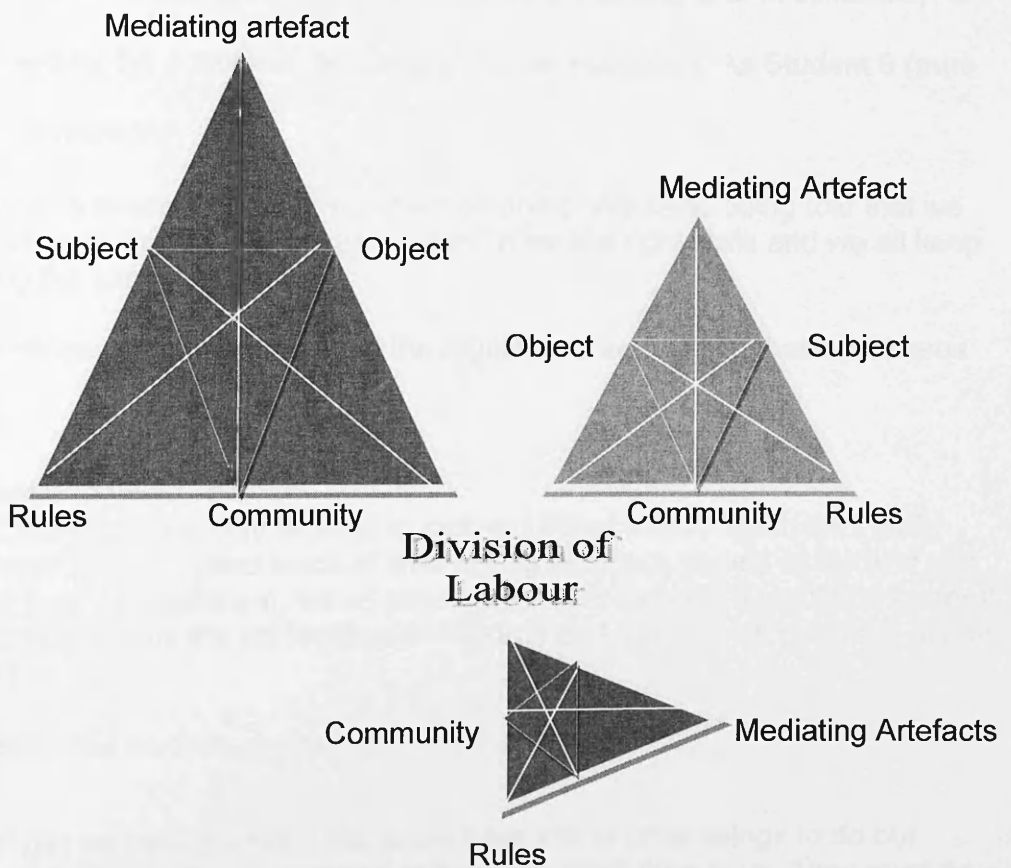 Mediating artefact
Mediating Artefact
Subject
Object
Object
Subject
Rules
Community
Community
Rules
Division of
Labour
Community
Mediating Artefacts
Rules